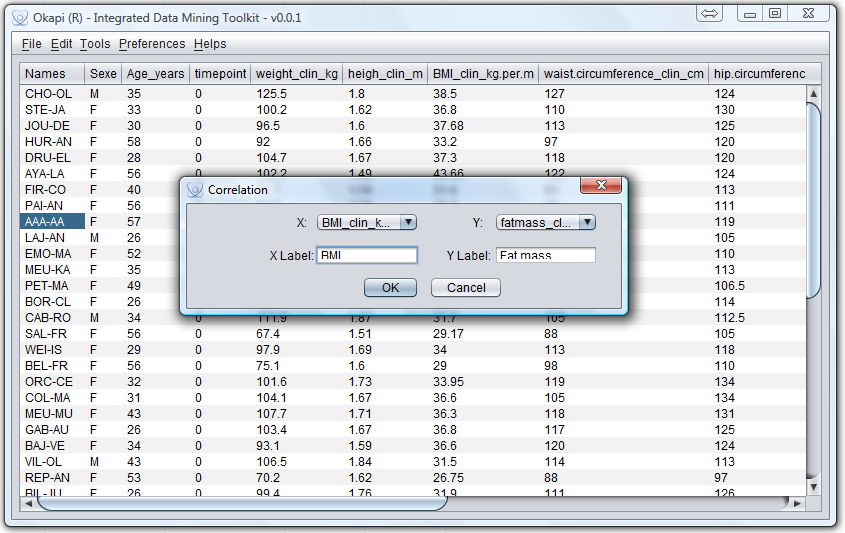 Okapi (R) - Integrated Data Mining Toolkit - v0.0.1
File Edit Tools Preferences Helps
Names Sexe Age_years timepoint weight_clin_kg heigh_clin_m BMI_clin_kg.per.m waist.circumference_clin_cm hip.circumferenc
CHO-OL M 35 0 125.5 1.8 38.5 127 124
STE-JA F 33 0 100.2 1.62 36.8 110 130
JOU-DE F 30 0 96.5 1.6 37.68 113 125
HUR-AN F 58 0 92 1.66 33.2 97 120
DRU-EL F 28 0 104.7 1.67 37.3 118 120
AYA-LA F 56 0 102.2 1.49 43.66 122 124
FIR-CO F 40 113
PAI-AN F 56 111
AAA-AA F 57 119
LAJ-AN M 26 105
EMO-MA F 52 110
MEU-KA F 35 113
PET-MA F 49 106.5
BOR-CL F 26 114
CAB-RO M 34 0 111.9 1.87 31.7 105 112.5
SAL-FR F 56 0 67.4 1.51 29.17 88 105
WEI-IS F 29 0 97.9 1.69 34 113 118
BEL-FR F 56 0 75.1 1.6 29 98 110
ORC-CE F 32 0 101.6 1.73 33.95 119 134
COL-MA F 31 0 104.1 1.67 36.6 105 134
MEU-MU F 43 0 107.7 1.71 36.3 118 131
GAB-AU F 26 0 103.4 1.67 36.8 117 125
BAJ-VE F 34 0 93.1 1.59 36.6 120 124
VIL-OL M 43 0 106.5 1.84 31.5 114 113
REP-AN F 53 0 70.2 1.62 26.75 88 97
BIL-JU F 26 0 99.4 1.76 31.9 111 126
Correlation
X: BMI_clin_k... Y: fatmass_cl...
X Label: BMI Y Label: Fat mass
OK Cancel